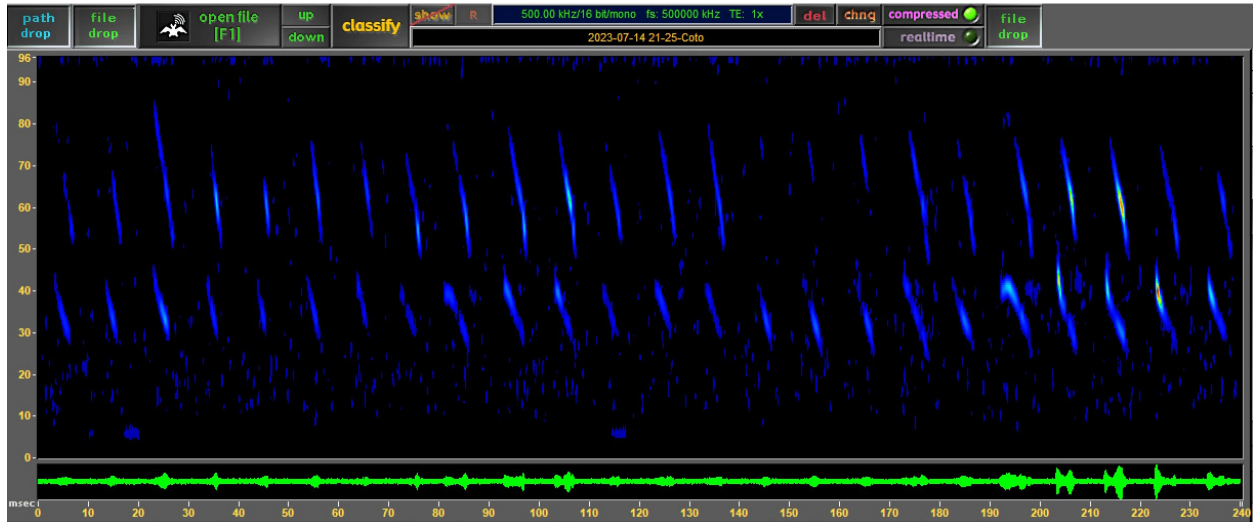 path drop
file drop
open file [F1]
up
down
classify
show
R
500.00 kHz/16 bit/mono fs: 500000 kHz TE: 1x
del
chng
compressed
file drop
2023-07-14 21-25-Coto
realtime
96-
90-
80-
70-
60-
50-
40-
30-
20-
10-
0-
msec 0 10 20 30 40 50 60 70 80 90 100 110 120 130 140 150 160 170 180 190 200 210 220 230 240